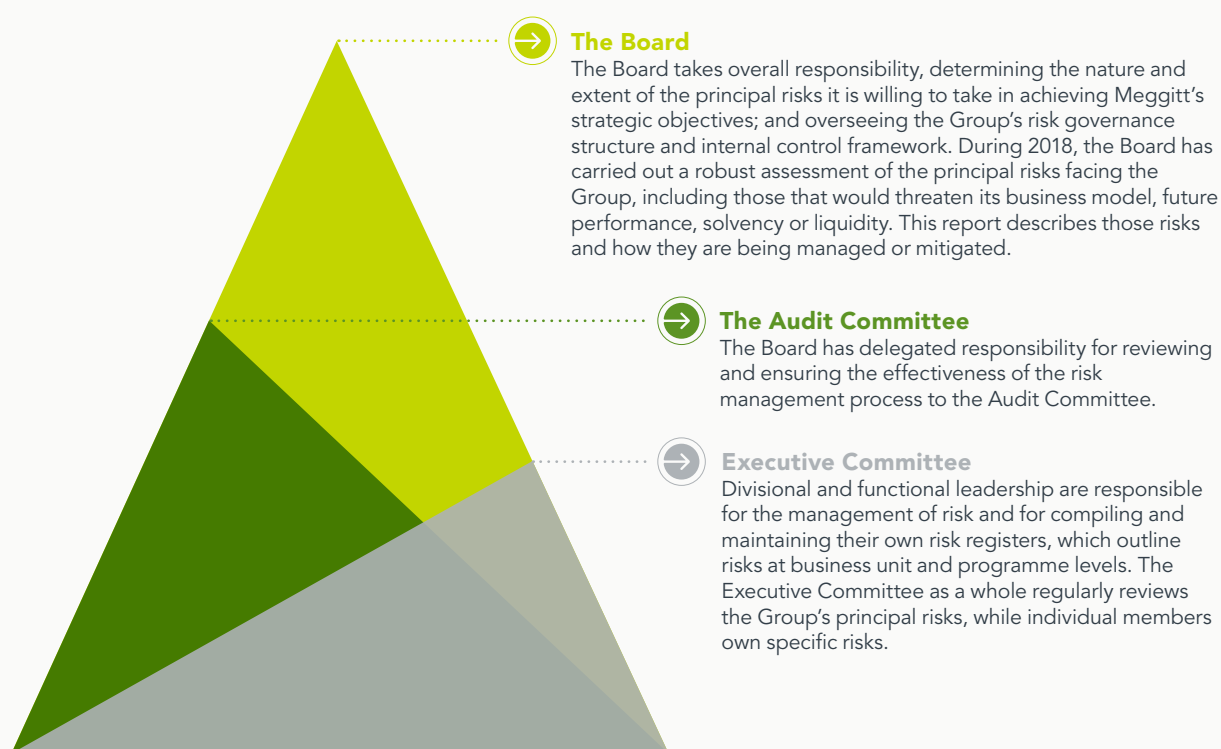 The Board
The Board takes overall responsibility, determining the nature and
extent of the principal risks it is willing to take in achieving Meggitt’s
strategic objectives; and overseeing the Group’s risk governance
structure and internal control framework. During 2018, the Board has
carried out a robust assessment of the principal risks facing the
Group, including those that would threaten its business model, future
performance, solvency or liquidity. This report describes those risks
and how they are being managed or mitigated.
The Audit Committee
The Board has delegated responsibility for reviewing
and ensuring the effectiveness of the risk
management process to the Audit Committee.
Executive Committee
Divisional and functional leadership are responsible
for the management of risk and for compiling and
maintaining their own risk registers, which outline
risks at business unit and programme levels. The
Executive Committee as a whole regularly reviews
the Group’s principal risks, while individual members
own specific risks.